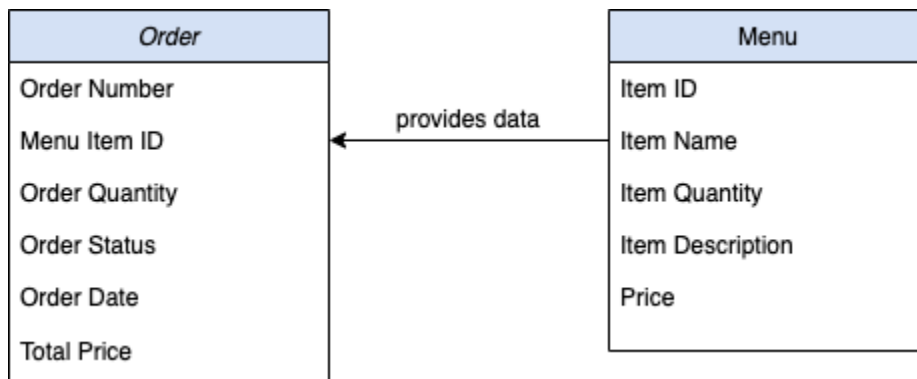 Order
Order Number
Menu Item ID
Order Quantity
Order Status
Order Date
Total Price
provides data
Menu
Item ID
Item Name
Item Quantity
Item Description
Price